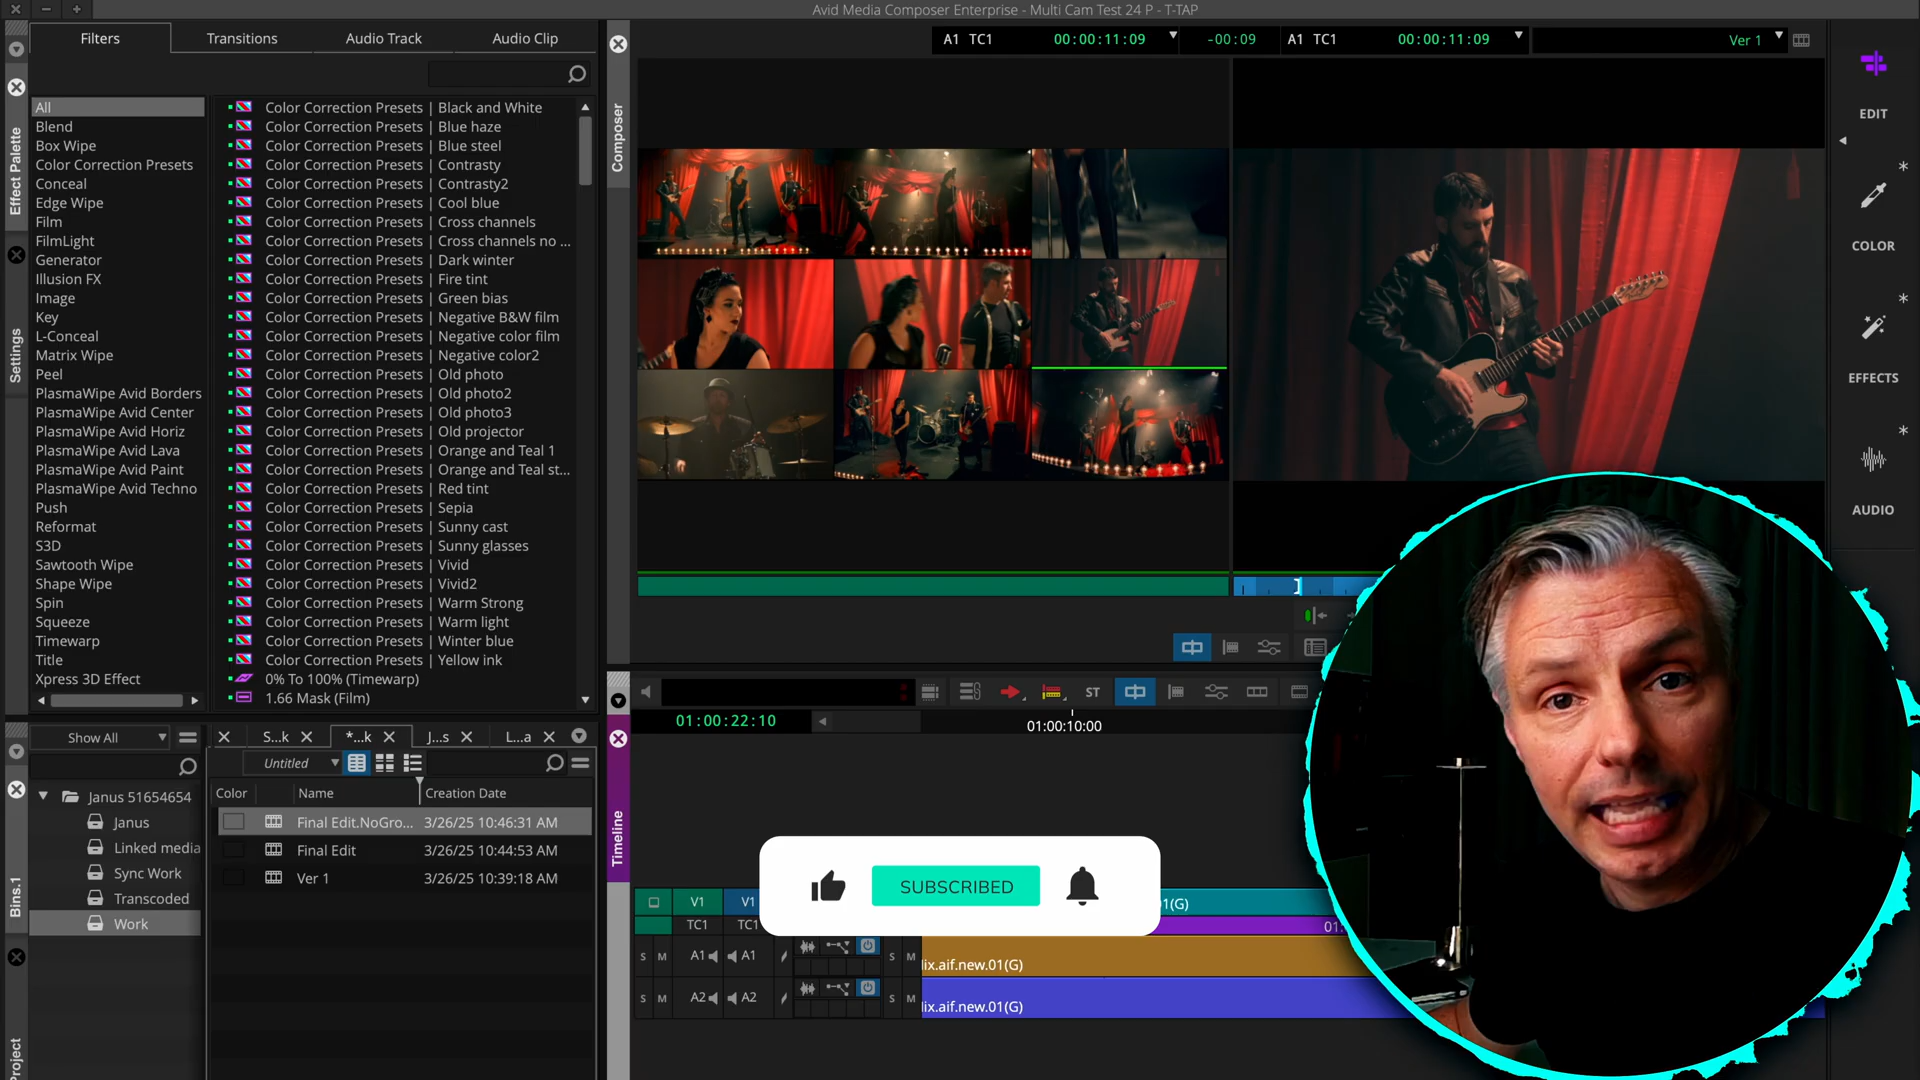 Avid Media Composer Enterprise - Multi Cam Test 24 P - T-TAP
Filters
Transitions
Audio Track
Audio Clip
Effect Palette
Settings
All
Blend
Box Wipe
Color Correction Presets
Conceal
Edge Wipe
Film
FilmLight
Generator
Illusion FX
Image
Key
L-Conceal
Matrix Wipe
Peel
PlasmaWipe Avid Borders
PlasmaWipe Avid Center
PlasmaWipe Avid Horiz
PlasmaWipe Avid Lava
PlasmaWipe Avid Paint
PlasmaWipe Avid Techno
Push
Reformat
S3D
Sawtooth Wipe
Shape Wipe
Spin
Squeeze
Timewarp
Title
Xpress 3D Effect
Color Correction Presets | Black and White
Color Correction Presets | Blue haze
Color Correction Presets | Blue steel
Color Correction Presets | Contrasty
Color Correction Presets | Contrasty2
Color Correction Presets | Cool blue
Color Correction Presets | Cross channels
Color Correction Presets | Cross channels no ...
Color Correction Presets | Dark winter
Color Correction Presets | Fire tint
Color Correction Presets | Green bias
Color Correction Presets | Negative B&W film
Color Correction Presets | Negative color film
Color Correction Presets | Negative color2
Color Correction Presets | Old photo
Color Correction Presets | Old photo2
Color Correction Presets | Old photo3
Color Correction Presets | Old projector
Color Correction Presets | Orange and Teal 1
Color Correction Presets | Orange and Teal st...
Color Correction Presets | Red tint
Color Correction Presets | Sepia
Color Correction Presets | Sunny cast
Color Correction Presets | Sunny glasses
Color Correction Presets | Vivid
Color Correction Presets | Vivid2
Color Correction Presets | Warm Strong
Color Correction Presets | Warm light
Color Correction Presets | Winter blue
Color Correction Presets | Yellow ink
0% To 100% (Timewarp)
1.66 Mask (Film)
Composer
A1 TC1 00:00:11:09
-00:09
A1 TC1 00:00:11:09
Ver 1
EDIT
COLOR
EFFECTS
AUDIO
Show All
S...k
*...k
J...s
L...a
Untitled
Bins.1
Project
Janus 51654654
Janus
Linked media
Sync Work
Transcoded
Work
Color
Name
Creation Date
Final Edit.NoGro... 3/26/25 10:46:31 AM
Final Edit 3/26/25 10:44:53 AM
Ver 1 3/26/25 10:39:18 AM
Timeline
ST
01:00:22:10
01:00:10:00
SUBSCRIBED
V1 V1 01(G)
TC1 TC1 01:
S M A1 A1 S M
lix.aif.new.01(G)
S M A2 A2 S M
lix.aif.new.01(G)